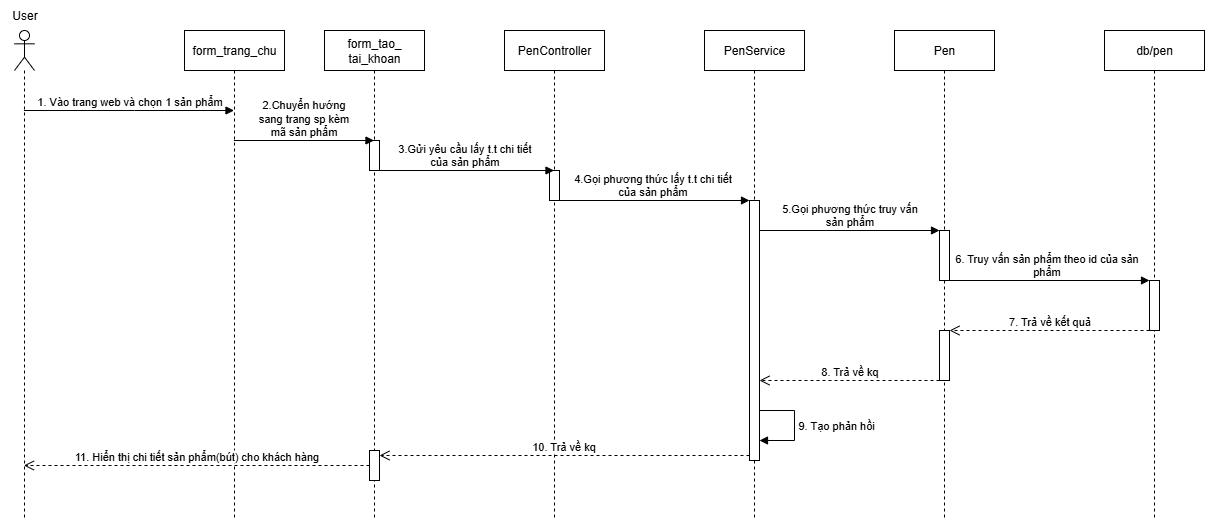 User
form_trang_chu
form_tao_
tai_khoan
PenController
PenService
Pen
db/pen
1. Vào trang web và chọn 1 sản phẩm
2.Chuyển hướng
sang trang sp kèm
mã sản phẩm
3.Gửi yêu cầu lấy t.t chi tiết
của sản phẩm
4.Gọi phương thức lấy t.t chi tiết
của sản phẩm
5.Gọi phương thức truy vấn
sản phẩm
6. Truy vấn sản phẩm theo id của sản
phẩm
7. Trả về kết quả
8. Trả về kq
9. Tạo phản hồi
10. Trả về kq
11. Hiển thị chi tiết sản phẩm(bút) cho khách hàng